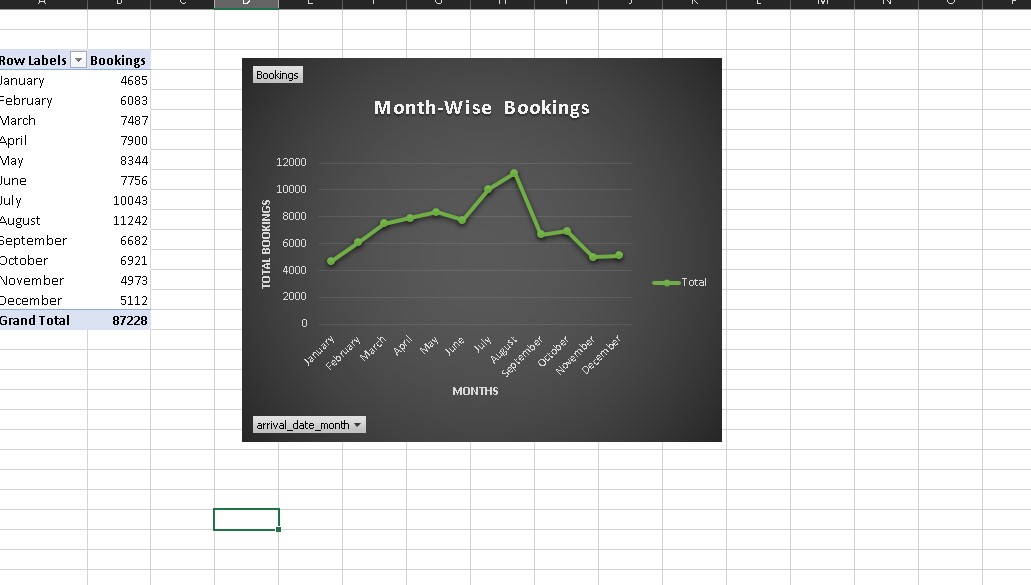 Row Labels Bookings
January 4685
February 6083
March 7487
April 7900
May 8344
June 7756
July 10043
August 11242
September 6682
October 6921
November 4973
December 5112
Grand Total 87228
Bookings
Month-Wise Bookings
TOTAL BOOKINGS
12000
10000
8000
6000
4000
2000
0
January February March April May June July August September October November December
MONTHS
Total
arrival_date_month